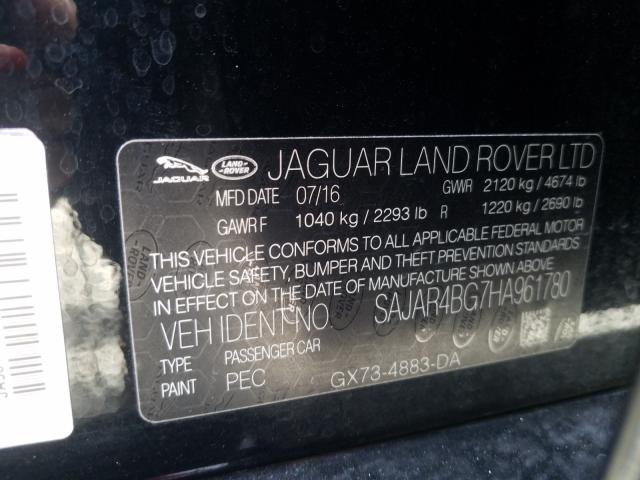 JAGUAR LAND-ROVER JAGUAR LAND ROVER LTD
MFD DATE 07/16 GWR 2120 kg / 4674 lb
GAWR F 1040 kg / 2293 lb R 1220 kg / 2690 lb
THIS VEHICLE CONFORMS TO ALL APPLICABLE FEDERAL MOTOR
VEHICLE SAFETY, BUMPER AND THEFT PREVENTION STANDARDS
IN EFFECT ON THE DATE OF MANUFACTURE SHOWN ABOVE
VEH IDENT NO. SAJAR4BG7HA961780
TYPE PASSENGER CAR
PAINT PEC GX73-4883-DA